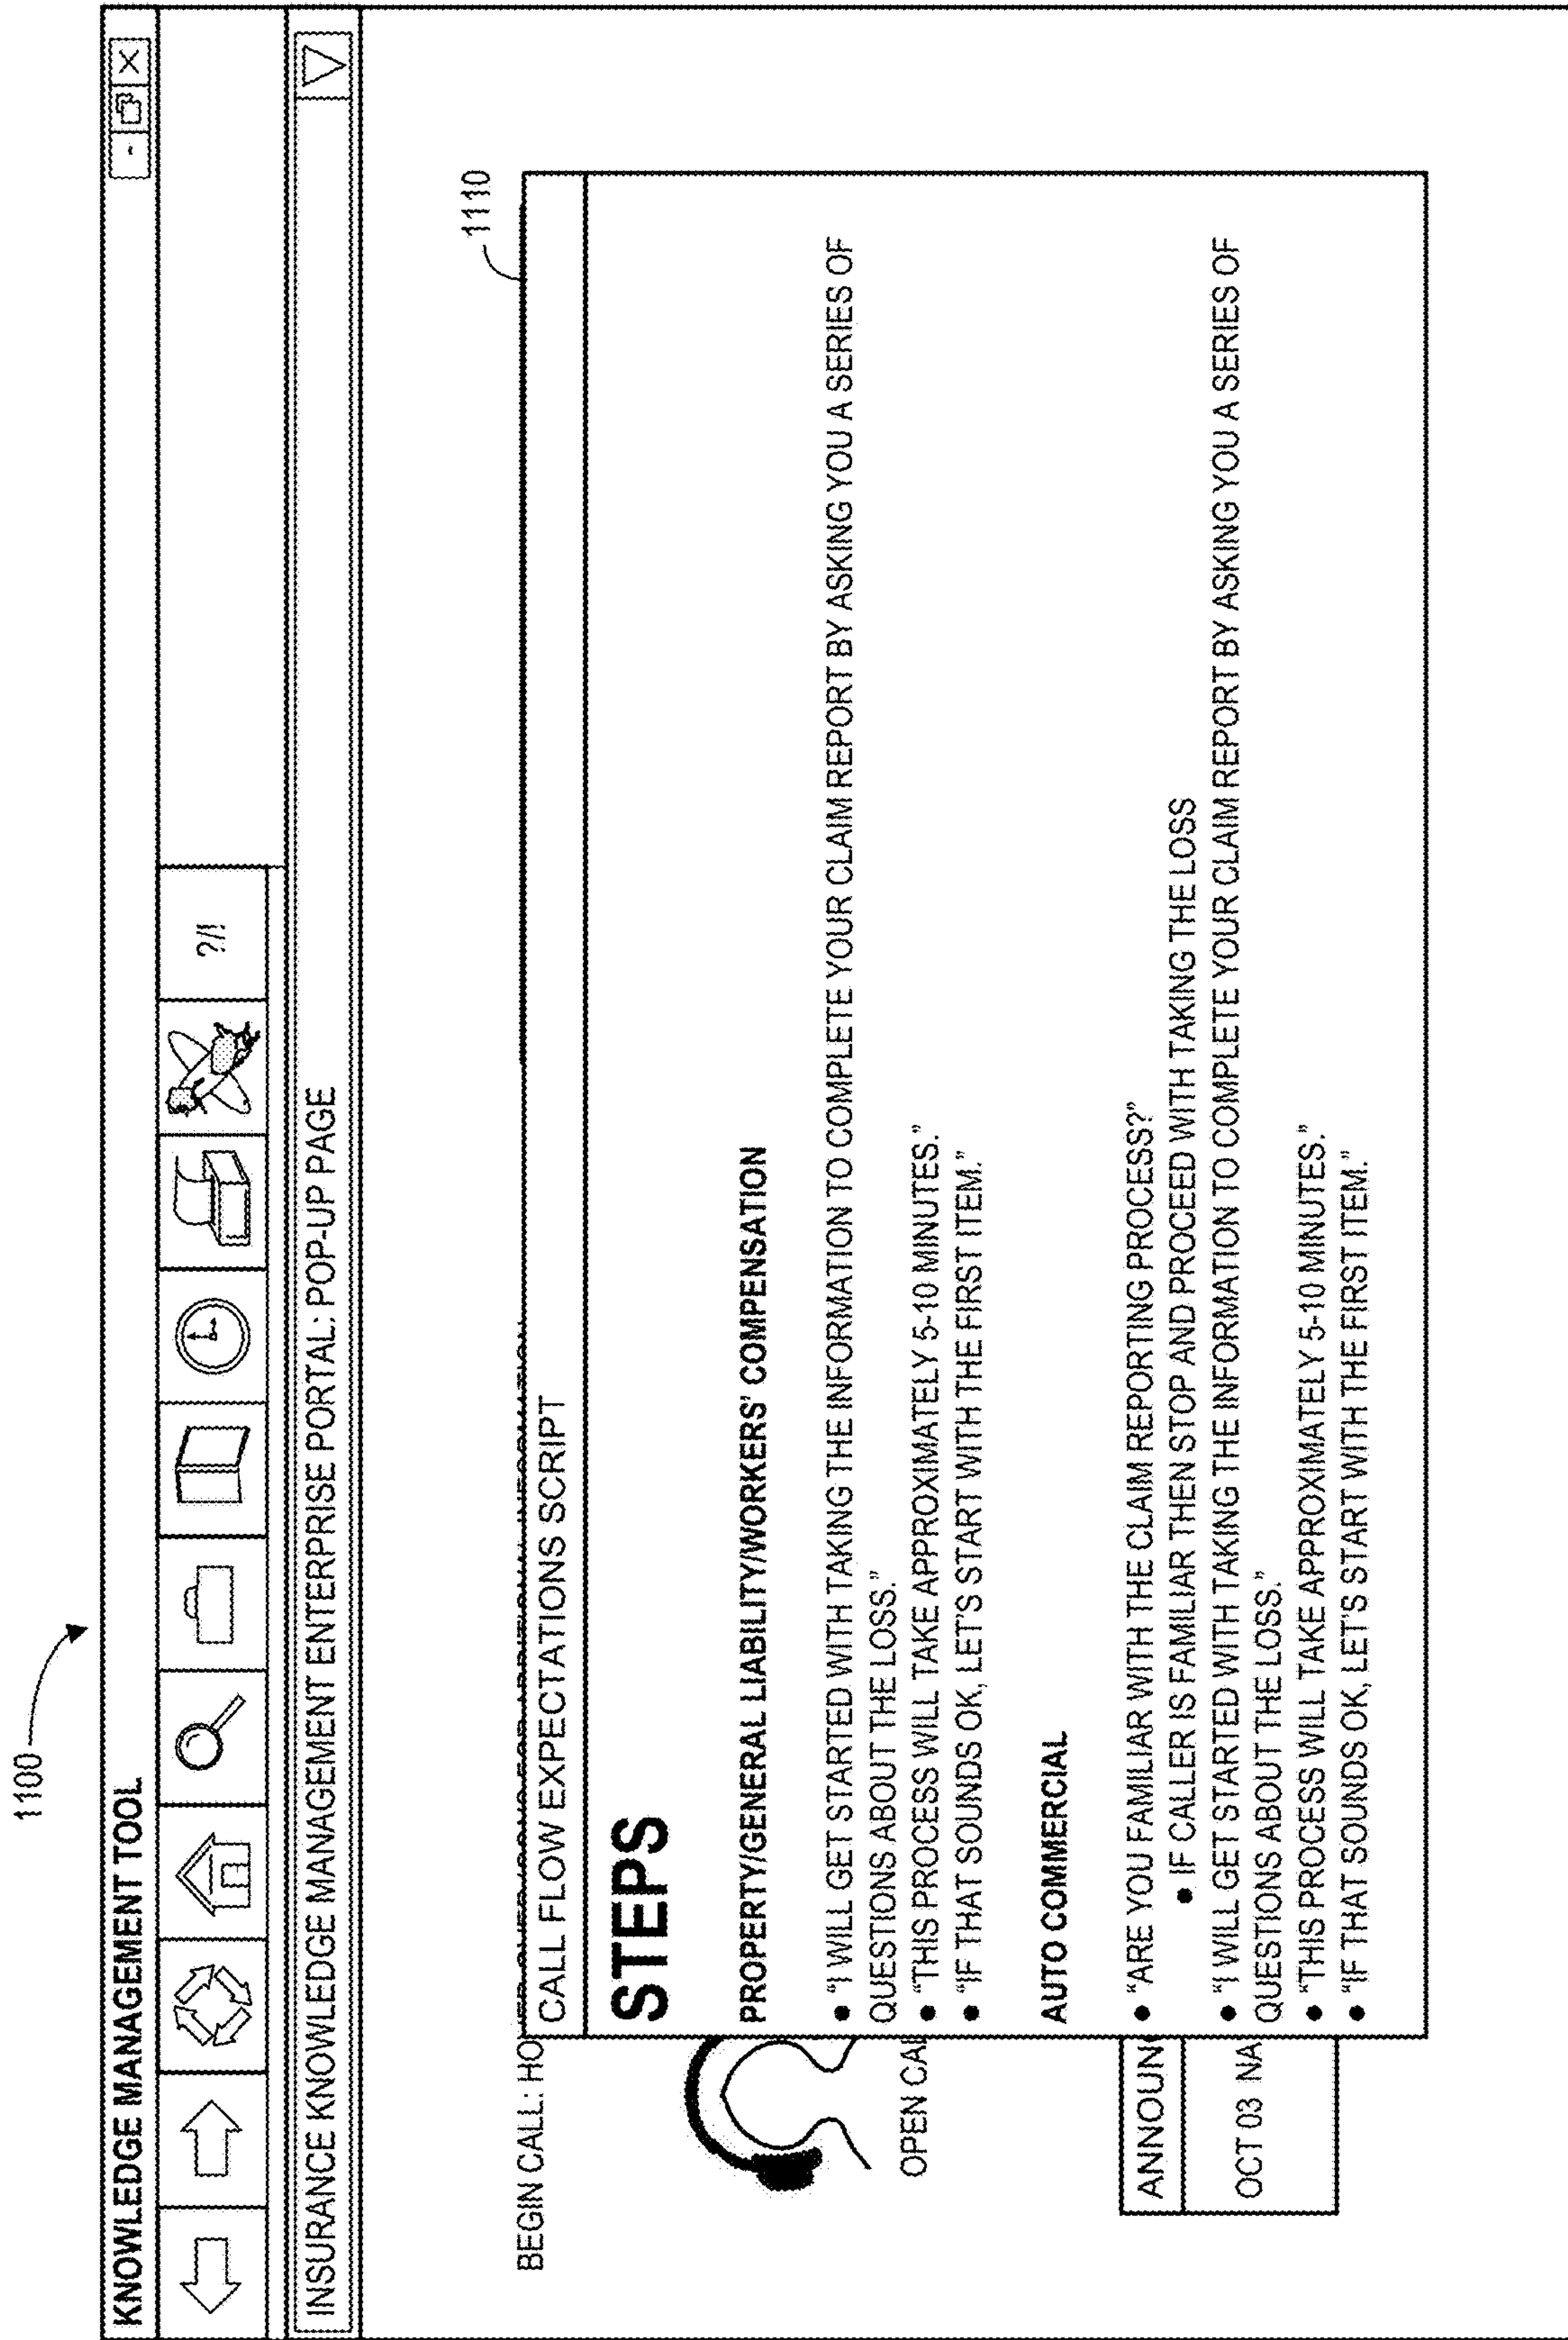 1100
KNOWLEDGE MANAGEMENT TOOL
?/!
INSURANCE KNOWLEDGE MANAGEMENT ENTERPRISE PORTAL: POP-UP PAGE
1110
BEGIN CALL: HO
CALL FLOW EXPECTATIONS SCRIPT
STEPS
PROPERTY/GENERAL LIABILITY/WORKERS' COMPENSATION
● “I WILL GET STARTED WITH TAKING THE INFORMATION TO COMPLETE YOUR CLAIM REPORT BY ASKING YOU A SERIES OF
QUESTIONS ABOUT THE LOSS.”
● “THIS PROCESS WILL TAKE APPROXIMATELY 5-10 MINUTES.”
● “IF THAT SOUNDS OK, LET'S START WITH THE FIRST ITEM.”
OPEN CAL
AUTO COMMERCIAL
● “ARE YOU FAMILIAR WITH THE CLAIM REPORTING PROCESS?”
● IF CALLER IS FAMILIAR THEN STOP AND PROCEED WITH TAKING THE LOSS
● “I WILL GET STARTED WITH TAKING THE INFORMATION TO COMPLETE YOUR CLAIM REPORT BY ASKING YOU A SERIES OF
QUESTIONS ABOUT THE LOSS.”
● “THIS PROCESS WILL TAKE APPROXIMATELY 5-10 MINUTES.”
● “IF THAT SOUNDS OK, LET'S START WITH THE FIRST ITEM.”
ANNOUN
OCT 03 NA